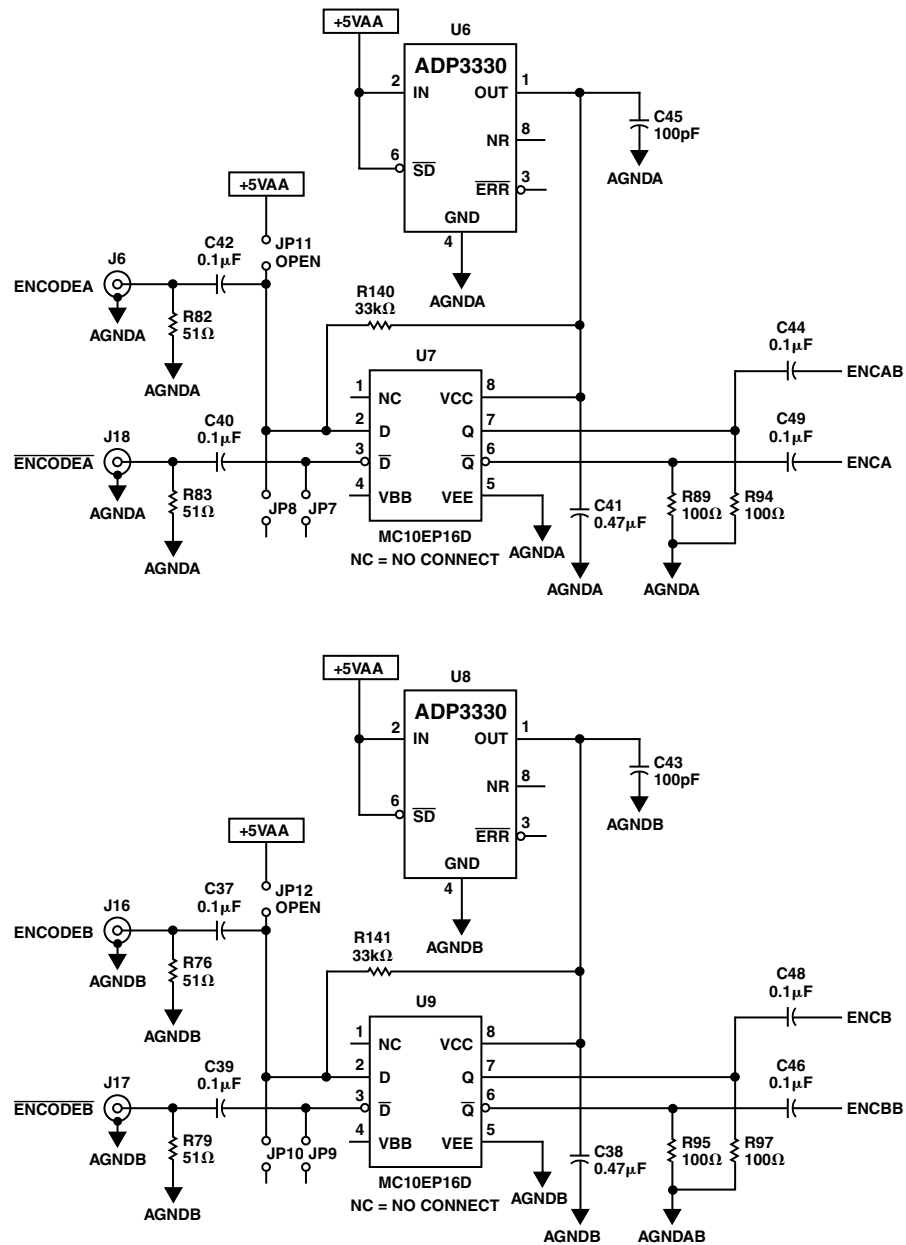 +5VAA
U6
ADP3330
2
IN
OUT
1
C45
100pF
NR
8
AGNDA
6
SD
ERR
3
+5VAA
GND
4
AGNDA
C42
0.1μF
JP11
OPEN
J6
ENCODEA
AGNDA
R82
51Ω
AGNDA
R140
33kΩ
C44
0.1μF
ENCAB
U7
1
NC
VCC
8
C40
0.1μF
2
D
Q
7
C49
0.1μF
J18
ENCODEA
3
D
Q
6
ENCA
AGNDA
R83
51Ω
AGNDA
JP8
JP7
4
VBB
VEE
5
MC10EP16D
NC = NO CONNECT
AGNDA
C41
0.47μF
AGNDA
R89
100Ω
R94
100Ω
AGNDA
+5VAA
U8
ADP3330
2
IN
OUT
1
C43
100pF
NR
8
AGNDB
6
SD
ERR
3
+5VAA
GND
4
AGNDB
C37
0.1μF
JP12
OPEN
J16
ENCODEB
AGNDB
R76
51Ω
AGNDB
R141
33kΩ
C48
0.1μF
ENCB
U9
1
NC
VCC
8
C39
0.1μF
2
D
Q
7
C46
0.1μF
J17
ENCODEB
3
D
Q
6
ENCBB
AGNDB
R79
51Ω
AGNDB
JP10
JP9
4
VBB
VEE
5
MC10EP16D
NC = NO CONNECT
AGNDB
C38
0.47μF
AGNDB
R95
100Ω
R97
100Ω
AGNDAB